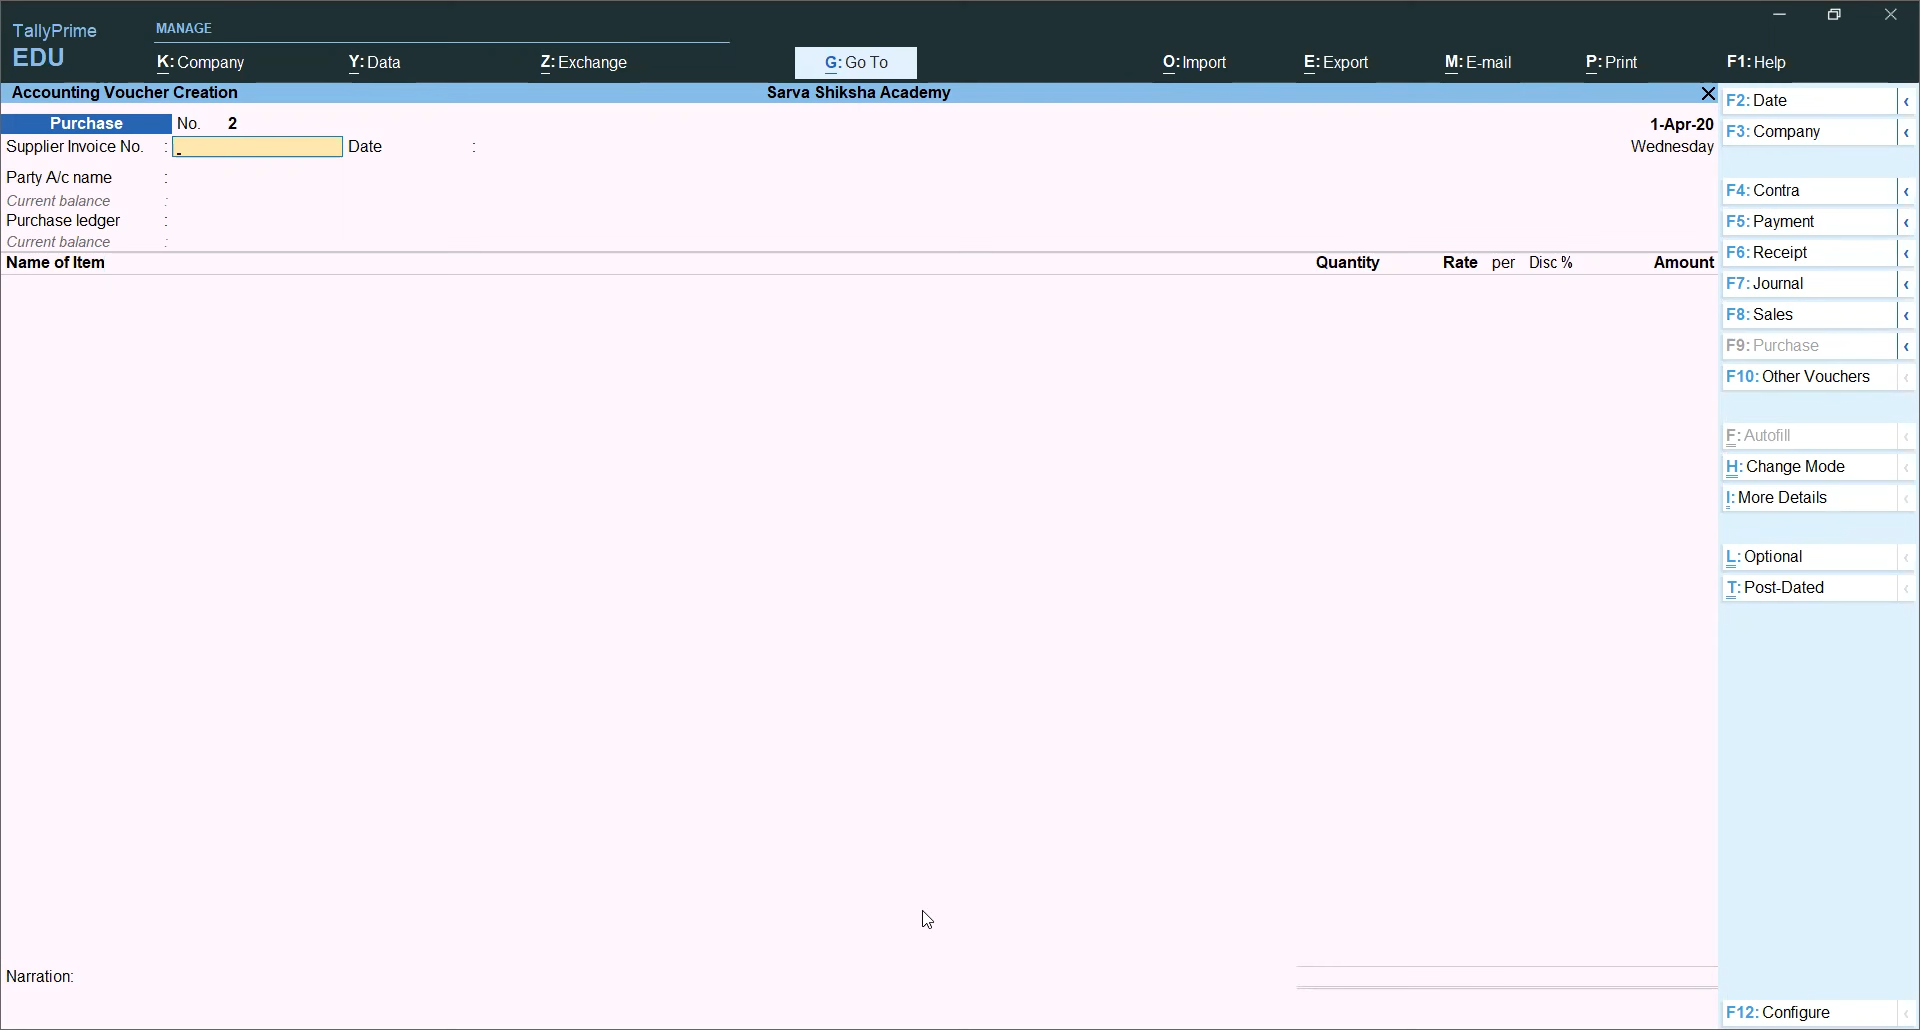 TallyPrime
EDU
MANAGE
K: Company
Y: Data
Z: Exchange
G: Go To
O: Import
E: Export
M: E-mail
P: Print
F1: Help
Accounting Voucher Creation
Sarva Shiksha Academy
Purchase No. 2
1-Apr-20
Supplier Invoice No. : Date :
Wednesday
Party A/c name :
Current balance :
Purchase ledger :
Current balance :
Name of Item Quantity Rate per Disc % Amount
Narration:
F2: Date
F3: Company
F4: Contra
F5: Payment
F6: Receipt
F7: Journal
F8: Sales
F9: Purchase
F10: Other Vouchers
F: Autofill
H: Change Mode
I: More Details
L: Optional
T: Post-Dated
F12: Configure